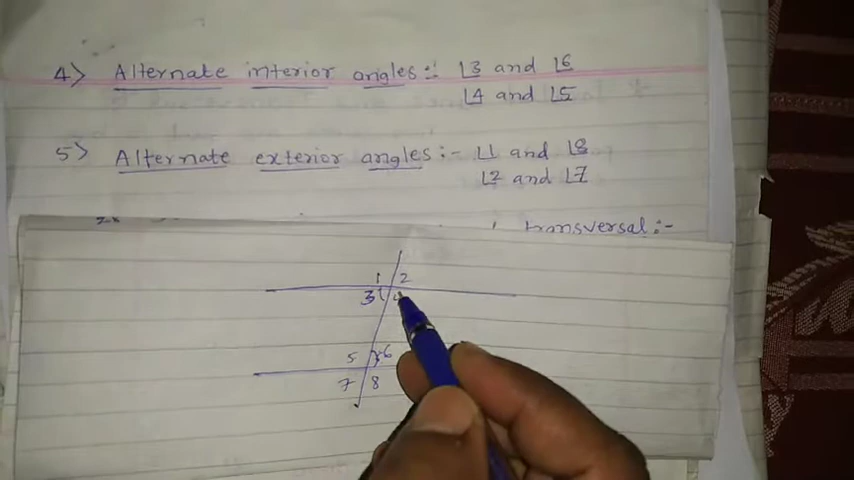 4> Alternate interior angles :- ∠3 and ∠6
∠4 and ∠5
5> Alternate exterior angles :- ∠1 and ∠8
∠2 and ∠7
transversal :-
1 2
3
5 6
7 8